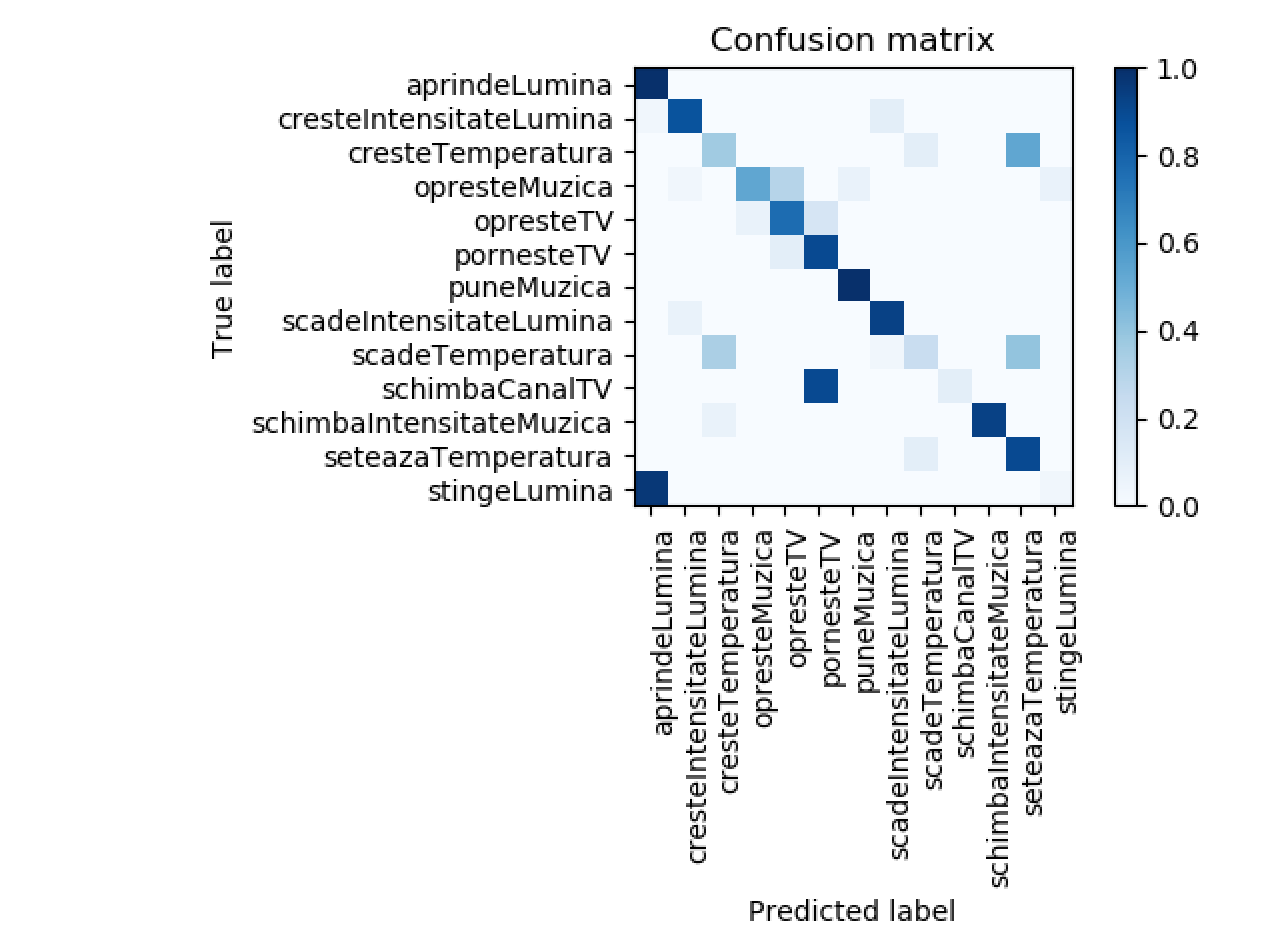 Confusion matrix
True label
aprindeLumina
cresteIntensitateLumina
cresteTemperatura
opresteMuzica
opresteTV
pornesteTV
puneMuzica
scadeIntensitateLumina
scadeTemperatura
schimbaCanalTV
schimbaIntensitateMuzica
seteazaTemperatura
stingeLumina
1.0
0.8
0.6
0.4
0.2
0.0
aprindeLumina
cresteIntensitateLumina
cresteTemperatura
opresteMuzica
opresteTV
pornesteTV
puneMuzica
scadeIntensitateLumina
scadeTemperatura
schimbaCanalTV
schimbaIntensitateMuzica
seteazaTemperatura
stingeLumina
Predicted label